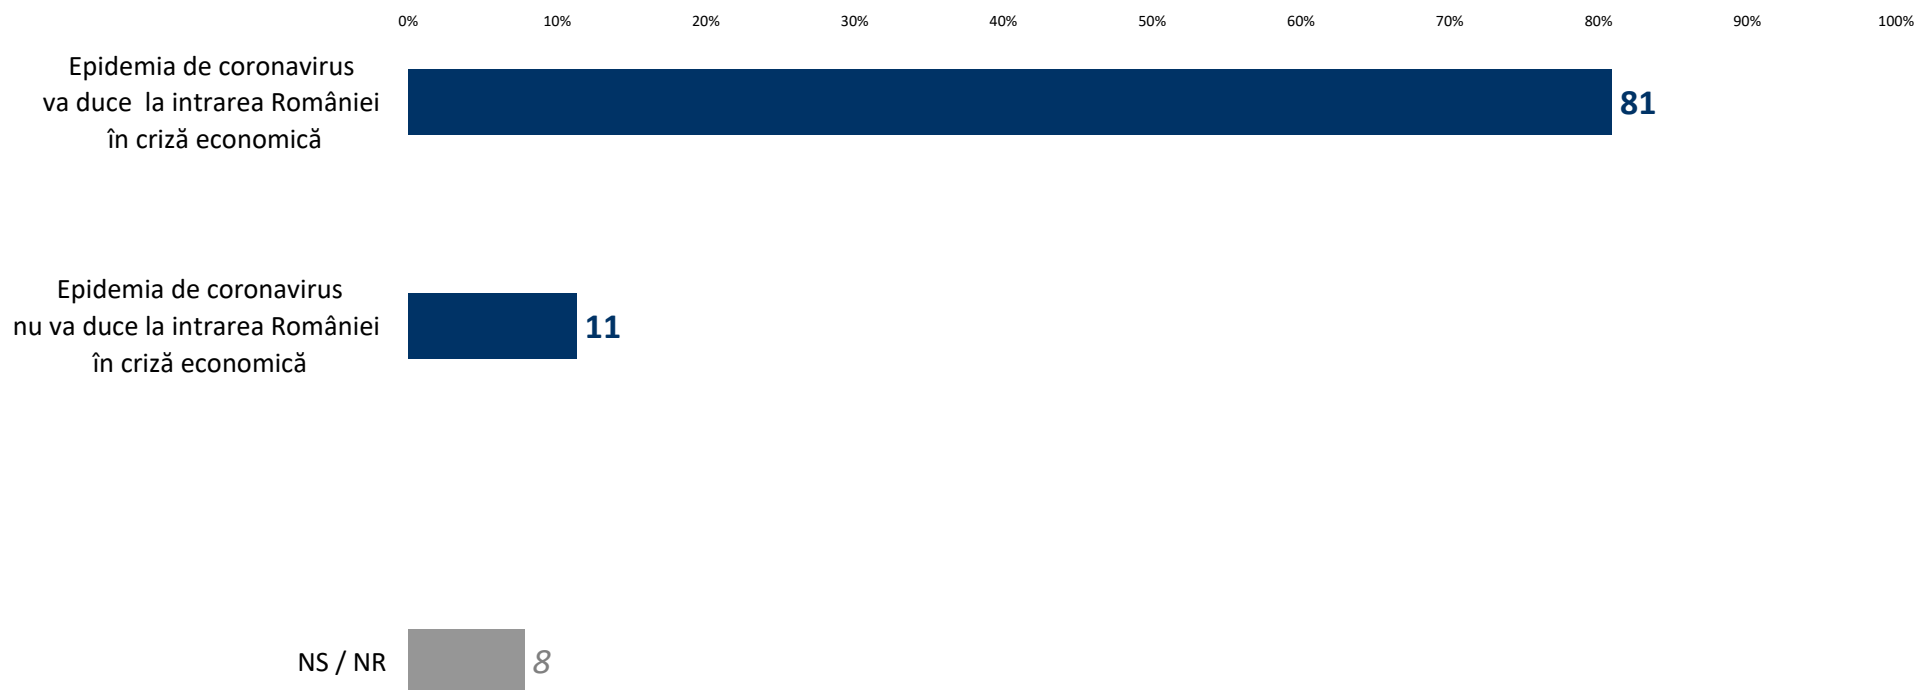 0% 10% 20% 30% 40% 50% 60% 70% 80% 90% 100%
Epidemia de coronavirus
va duce  la intrarea României
în criză economică
81
Epidemia de coronavirus
nu va duce la intrarea României
în criză economică
11
NS / NR
8